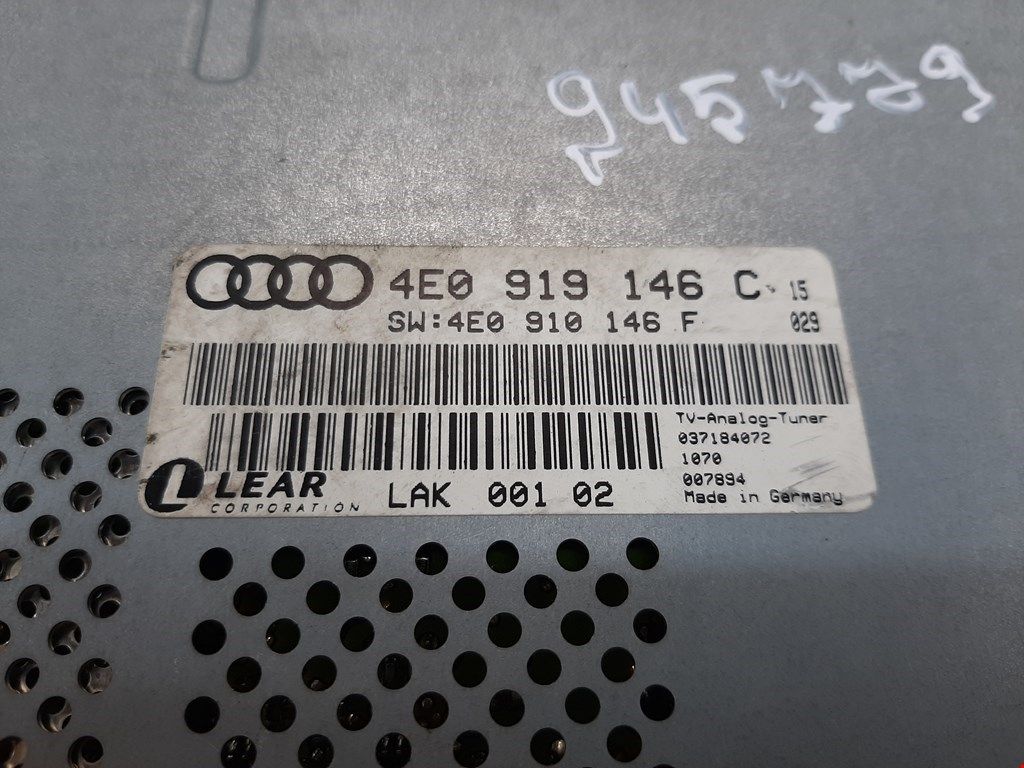 945779
4E0 919 146 C 15
SW:4E0 910 146 F 029
TV-Analog-Tuner
037184072
1070
007894
Made in Germany
LEAR
CORPORATION
LAK 001 02